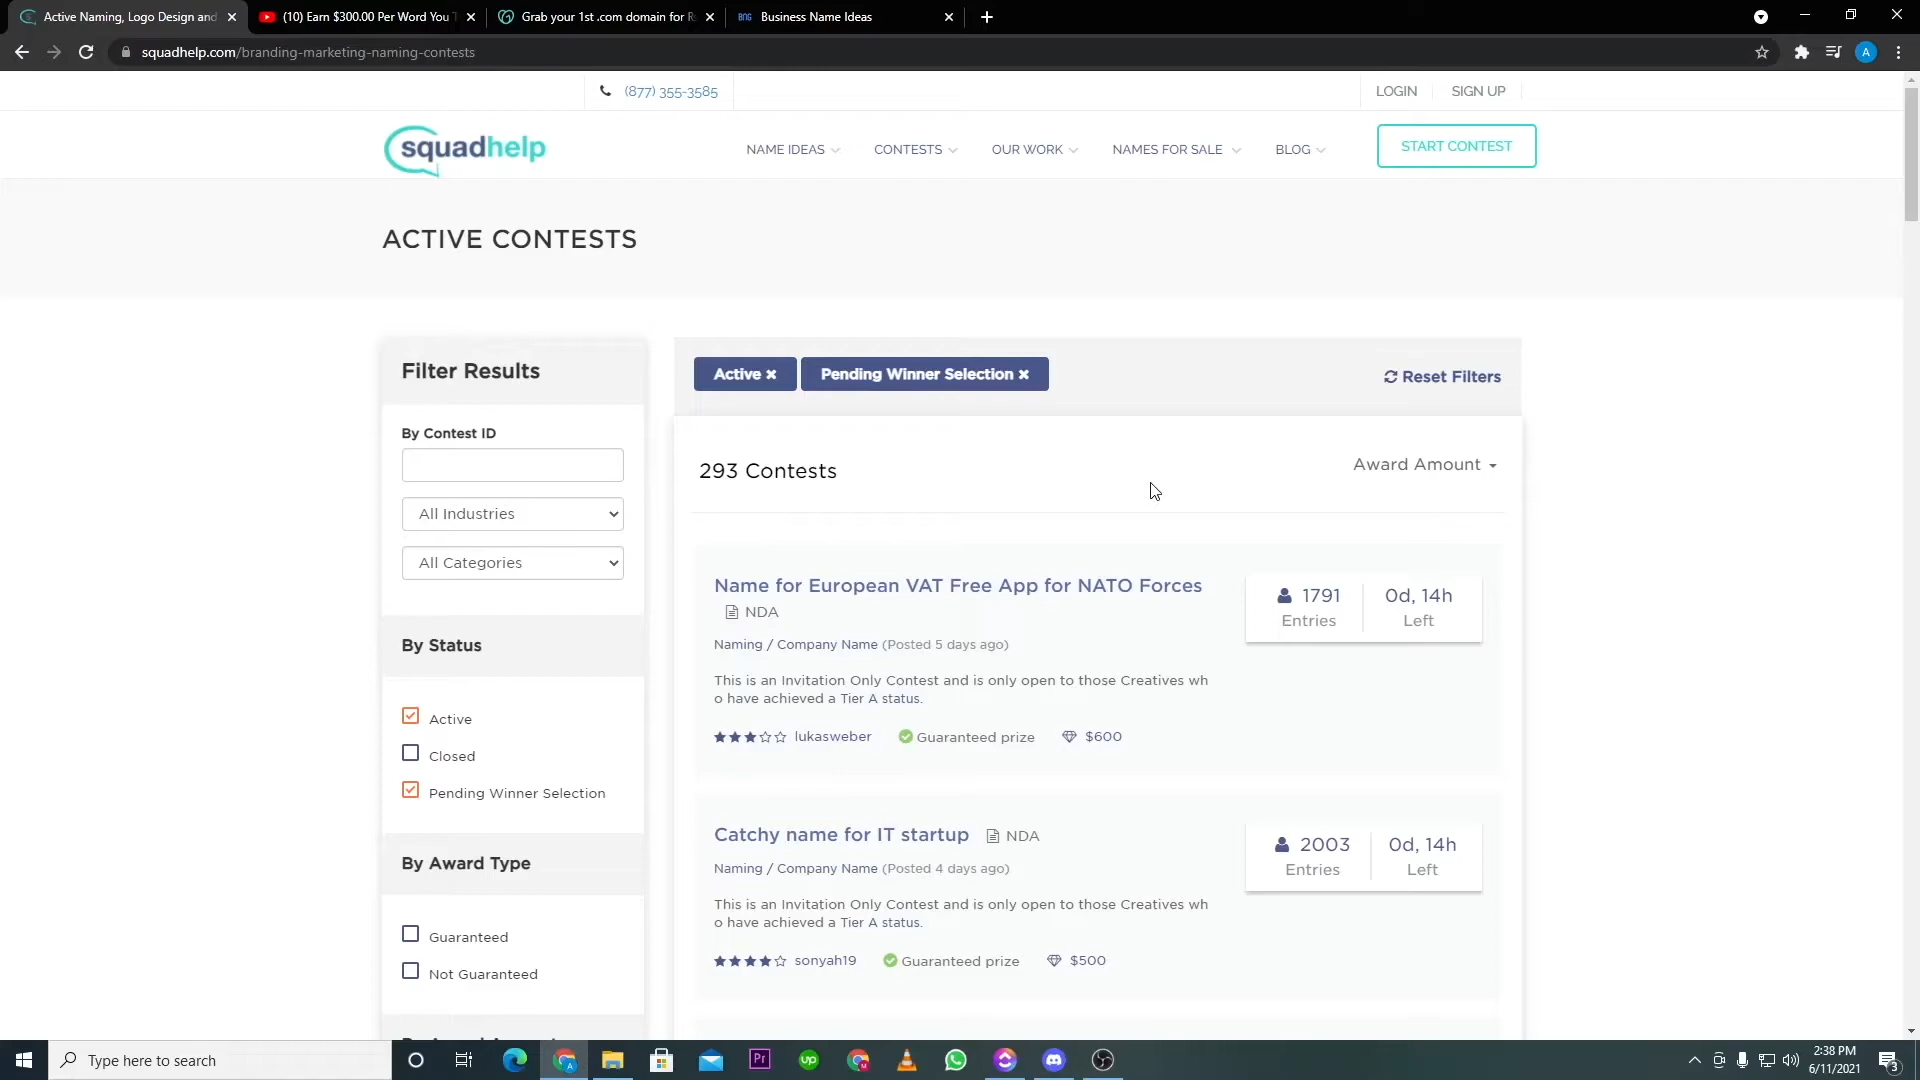 Active Naming, Logo Design and
(10) Earn $300.00 Per Word You T
Grab your 1st .com domain for Rs
BNG Business Name Ideas
squadhelp.com/branding-marketing-naming-contests
A
(877) 355-3585
LOGIN
SIGN UP
squadhelp
NAME IDEAS
CONTESTS
OUR WORK
NAMES FOR SALE
BLOG
START CONTEST
ACTIVE CONTESTS
Filter Results
By Contest ID
All Industries
All Categories
By Status
Active
Closed
Pending Winner Selection
By Award Type
Guaranteed
Not Guaranteed
Active ×
Pending Winner Selection ×
Reset Filters
293 Contests
Award Amount
Name for European VAT Free App for NATO Forces
NDA
Naming / Company Name (Posted 5 days ago)
This is an Invitation Only Contest and is only open to those Creatives wh
o have achieved a Tier A status.
lukasweber
Guaranteed prize
$600
1791
Entries
0d, 14h
Left
Catchy name for IT startup
NDA
Naming / Company Name (Posted 4 days ago)
This is an Invitation Only Contest and is only open to those Creatives wh
o have achieved a Tier A status.
sonyah19
Guaranteed prize
$500
2003
Entries
0d, 14h
Left
Type here to search
A
Pr
up
M
2:38 PM
6/11/2021
3